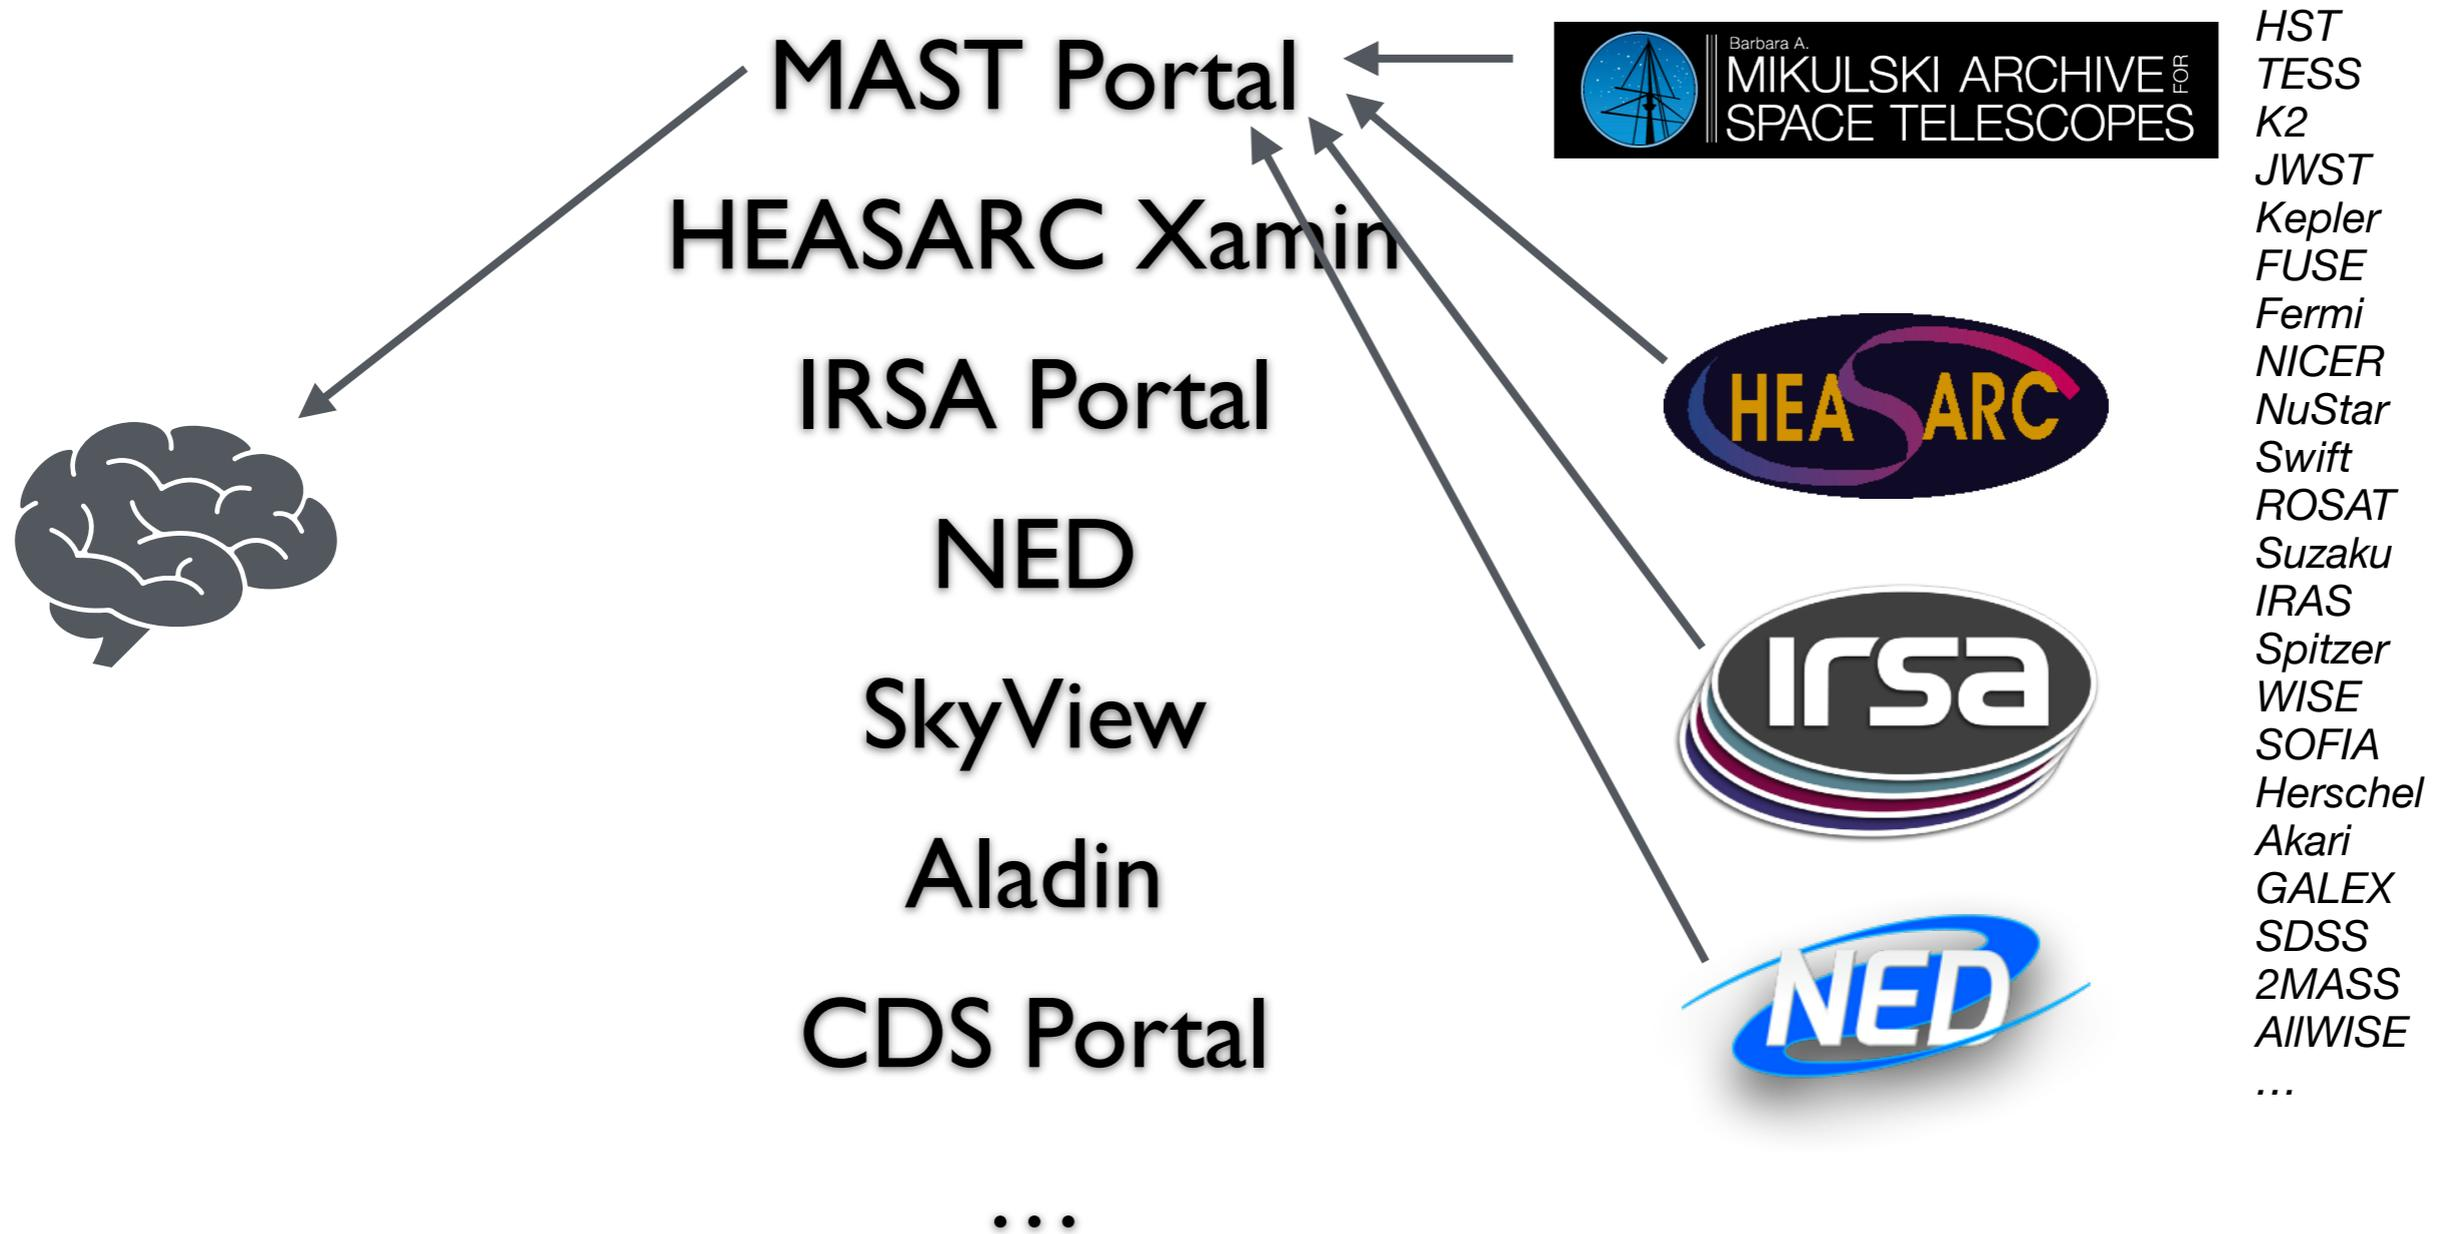 MAST Portal
HEASARC Xamin
IRSA Portal
NED
SkyView
Aladin
CDS Portal
…
Barbara A.
MIKULSKI ARCHIVE FOR
SPACE TELESCOPES
HEASARC
irsa
NED
HST
TESS
K2
JWST
Kepler
FUSE
Fermi
NICER
NuStar
Swift
ROSAT
Suzaku
IRAS
Spitzer
WISE
SOFIA
Herschel
Akari
GALEX
SDSS
2MASS
AllWISE
…